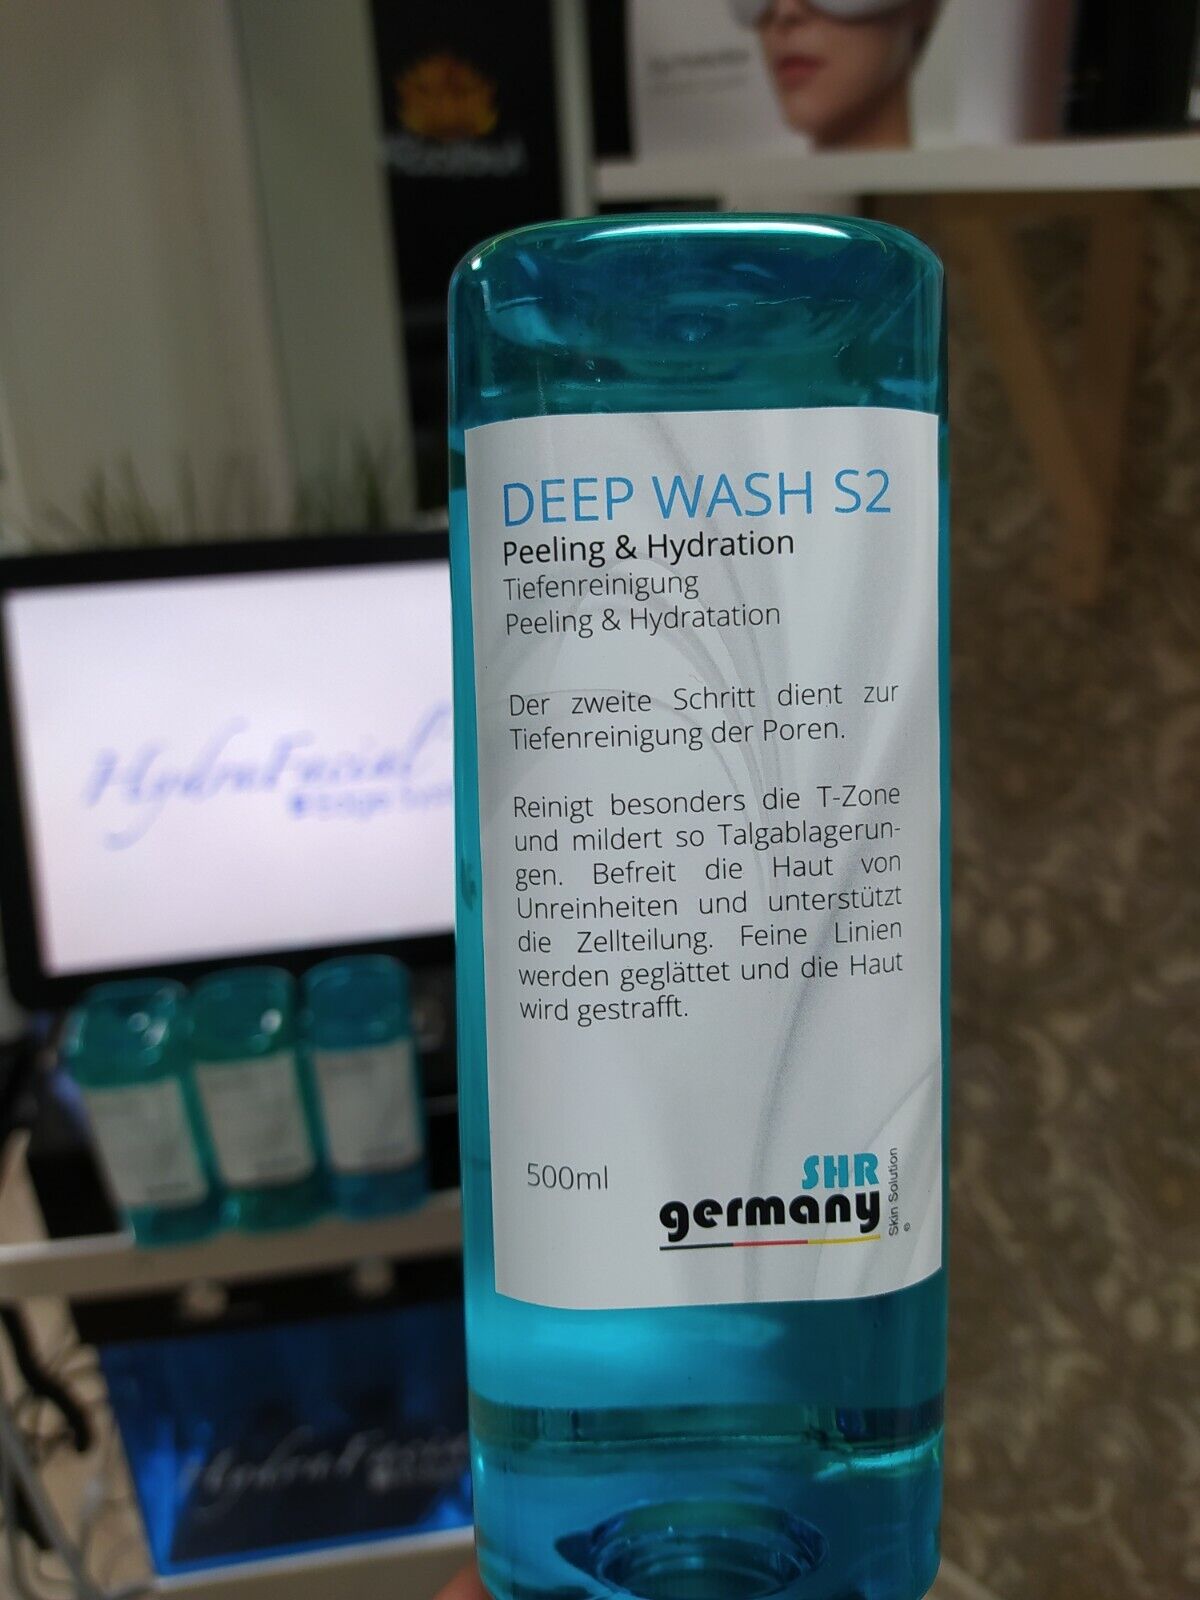 DEEP WASH S2
Peeling & Hydration
Tiefenreinigung
Peeling & Hydratation
Der zweite Schritt dient zur
Tiefenreinigung der Poren.
Reinigt besonders die T-Zone
und mildert so Talgablagerun-
gen. Befreit die Haut von
Unreinheiten und unterstützt
die Zellteilung. Feine Linien
werden geglättet und die Haut
wird gestrafft.
500ml
SHR
germany
Skin Solution
©
HydraFacial
HydraFacial